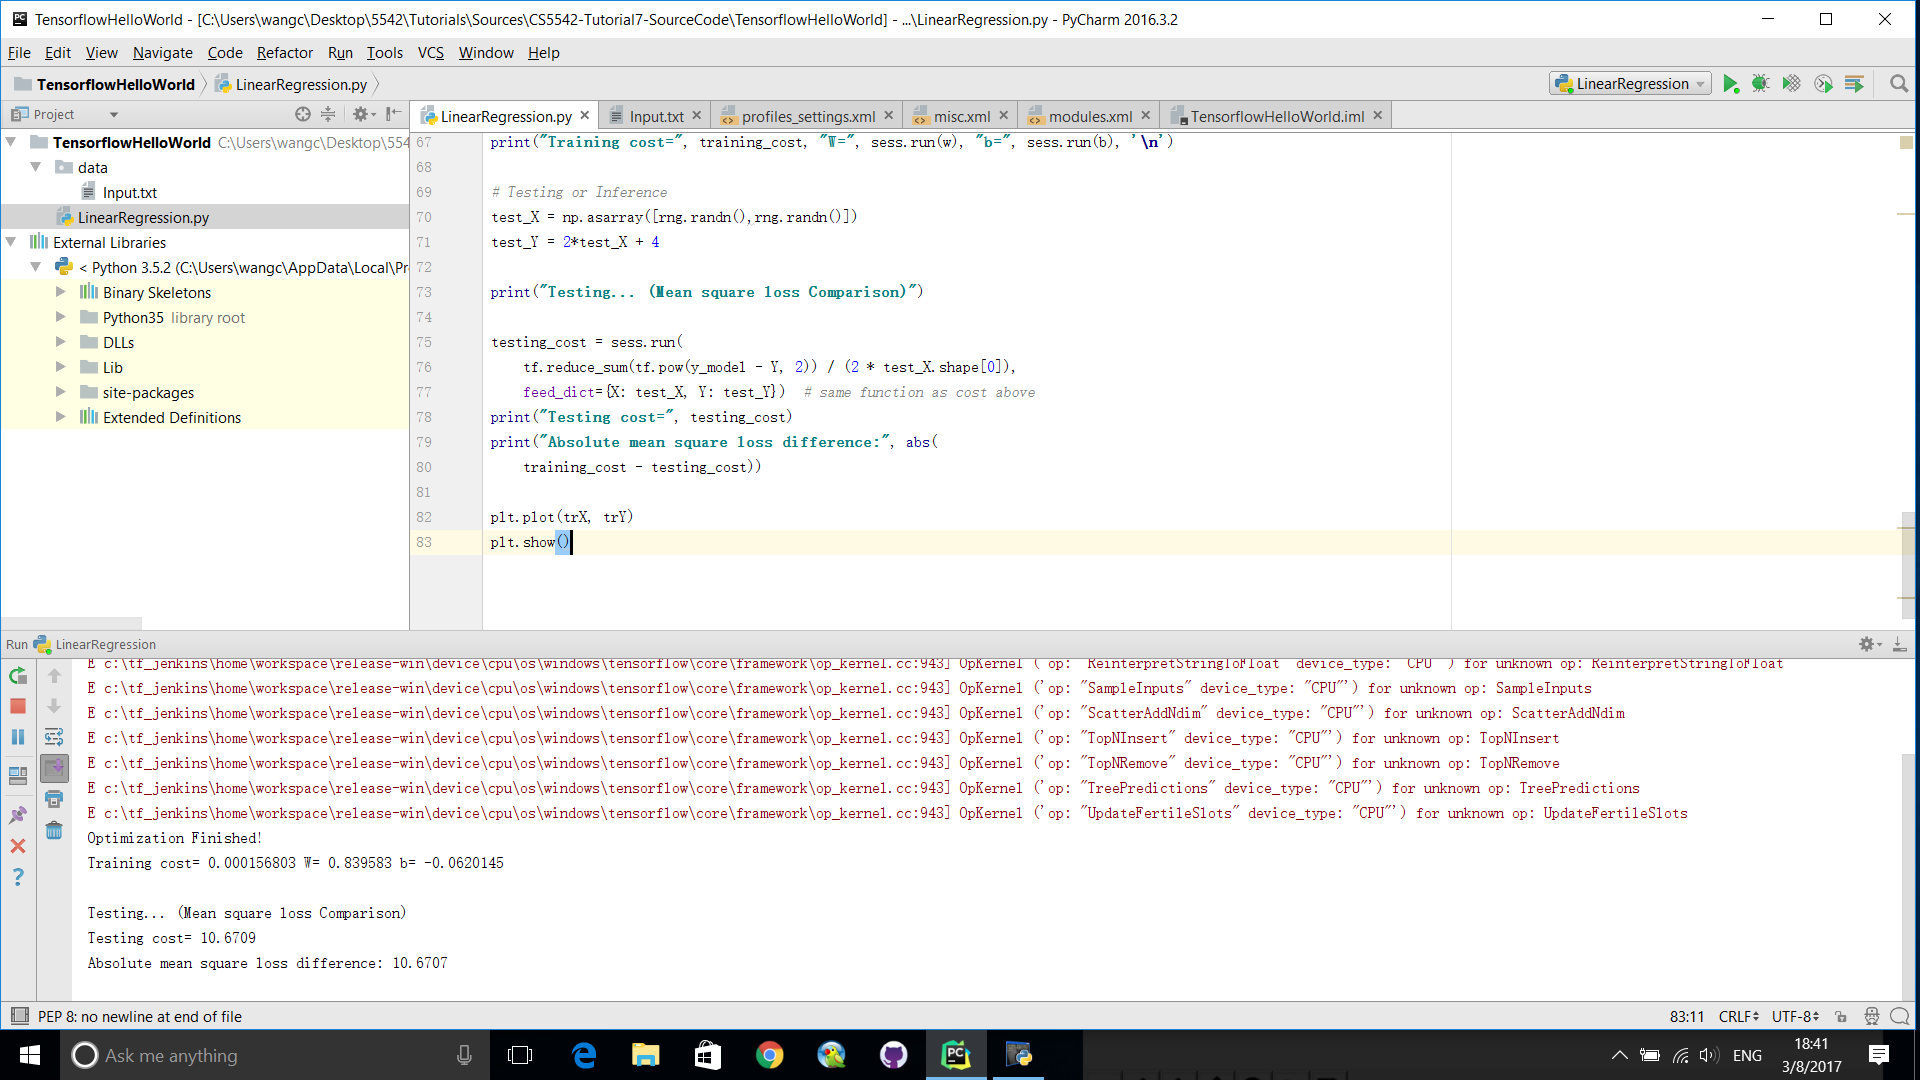 TensorflowHelloWorld - [C:\Users\wangc\Desktop\5542\Tutorials\Sources\CS5542-Tutorial7-SourceCode\TensorflowHelloWorld] - ...\LinearRegression.py - PyCharm 2016.3.2
File Edit View Navigate Code Refactor Run Tools VCS Window Help
TensorflowHelloWorld LinearRegression.py LinearRegression
Project
LinearRegression.py Input.txt profiles_settings.xml misc.xml modules.xml TensorflowHelloWorld.iml
TensorflowHelloWorld C:\Users\wangc\Desktop\554
data
Input.txt
LinearRegression.py
External Libraries
< Python 3.5.2 (C:\Users\wangc\AppData\Local\Pr
Binary Skeletons
Python35 library root
DLLs
Lib
site-packages
Extended Definitions
67 print("Training cost=", training_cost, "W=", sess.run(w), "b=", sess.run(b), '\n')
68
69 # Testing or Inference
70 test_X = np.asarray([rng.randn(),rng.randn()])
71 test_Y = 2*test_X + 4
72
73 print("Testing... (Mean square loss Comparison)")
74
75 testing_cost = sess.run(
76 tf.reduce_sum(tf.pow(y_model - Y, 2)) / (2 * test_X.shape[0]),
77 feed_dict={X: test_X, Y: test_Y}) # same function as cost above
78 print("Testing cost=", testing_cost)
79 print("Absolute mean square loss difference:", abs(
80 training_cost - testing_cost))
81
82 plt.plot(trX, trY)
83 plt.show()
Run LinearRegression
E c:\tf_jenkins\home\workspace\release-win\device\cpu\os\windows\tensorflow\core\framework\op_kernel.cc:943] OpKernel ('op: "ReinterpretStringToFloat" device_type: "CPU"') for unknown op: ReinterpretStringToFloat
E c:\tf_jenkins\home\workspace\release-win\device\cpu\os\windows\tensorflow\core\framework\op_kernel.cc:943] OpKernel ('op: "SampleInputs" device_type: "CPU"') for unknown op: SampleInputs
E c:\tf_jenkins\home\workspace\release-win\device\cpu\os\windows\tensorflow\core\framework\op_kernel.cc:943] OpKernel ('op: "ScatterAddNdim" device_type: "CPU"') for unknown op: ScatterAddNdim
E c:\tf_jenkins\home\workspace\release-win\device\cpu\os\windows\tensorflow\core\framework\op_kernel.cc:943] OpKernel ('op: "TopNInsert" device_type: "CPU"') for unknown op: TopNInsert
E c:\tf_jenkins\home\workspace\release-win\device\cpu\os\windows\tensorflow\core\framework\op_kernel.cc:943] OpKernel ('op: "TopNRemove" device_type: "CPU"') for unknown op: TopNRemove
E c:\tf_jenkins\home\workspace\release-win\device\cpu\os\windows\tensorflow\core\framework\op_kernel.cc:943] OpKernel ('op: "TreePredictions" device_type: "CPU"') for unknown op: TreePredictions
E c:\tf_jenkins\home\workspace\release-win\device\cpu\os\windows\tensorflow\core\framework\op_kernel.cc:943] OpKernel ('op: "UpdateFertileSlots" device_type: "CPU"') for unknown op: UpdateFertileSlots
Optimization Finished!
Training cost= 0.000156803 W= 0.839583 b= -0.0620145
Testing... (Mean square loss Comparison)
Testing cost= 10.6709
Absolute mean square loss difference: 10.6707
PEP 8: no newline at end of file 83:11 CRLF UTF-8
Ask me anything
ENG
18:41
3/8/2017